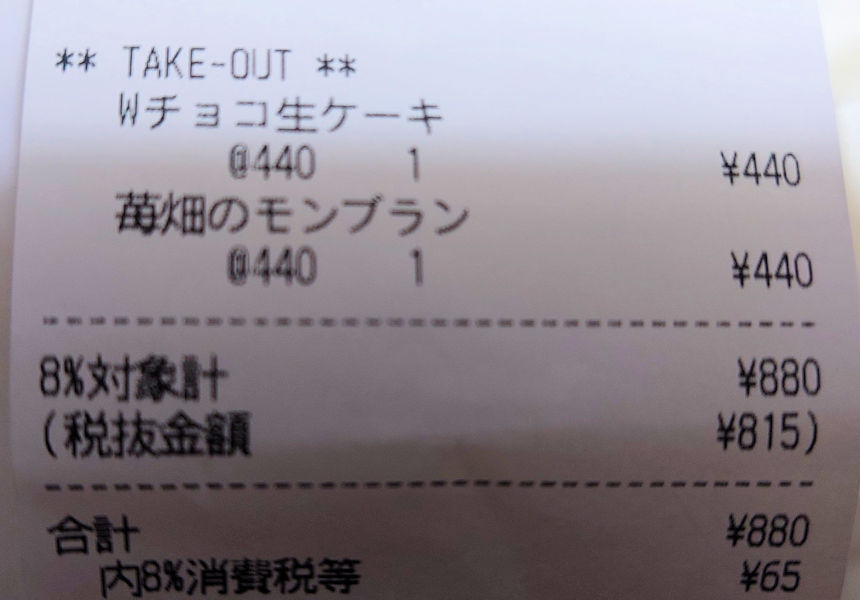 ** TAKE-OUT **
Wチョコ生ケーキ
@440 1 ¥440
苺畑のモンブラン
@440 1 ¥440
8%対象計 ¥880
(税抜金額 ¥815)
合計 ¥880
内8%消費税等 ¥65